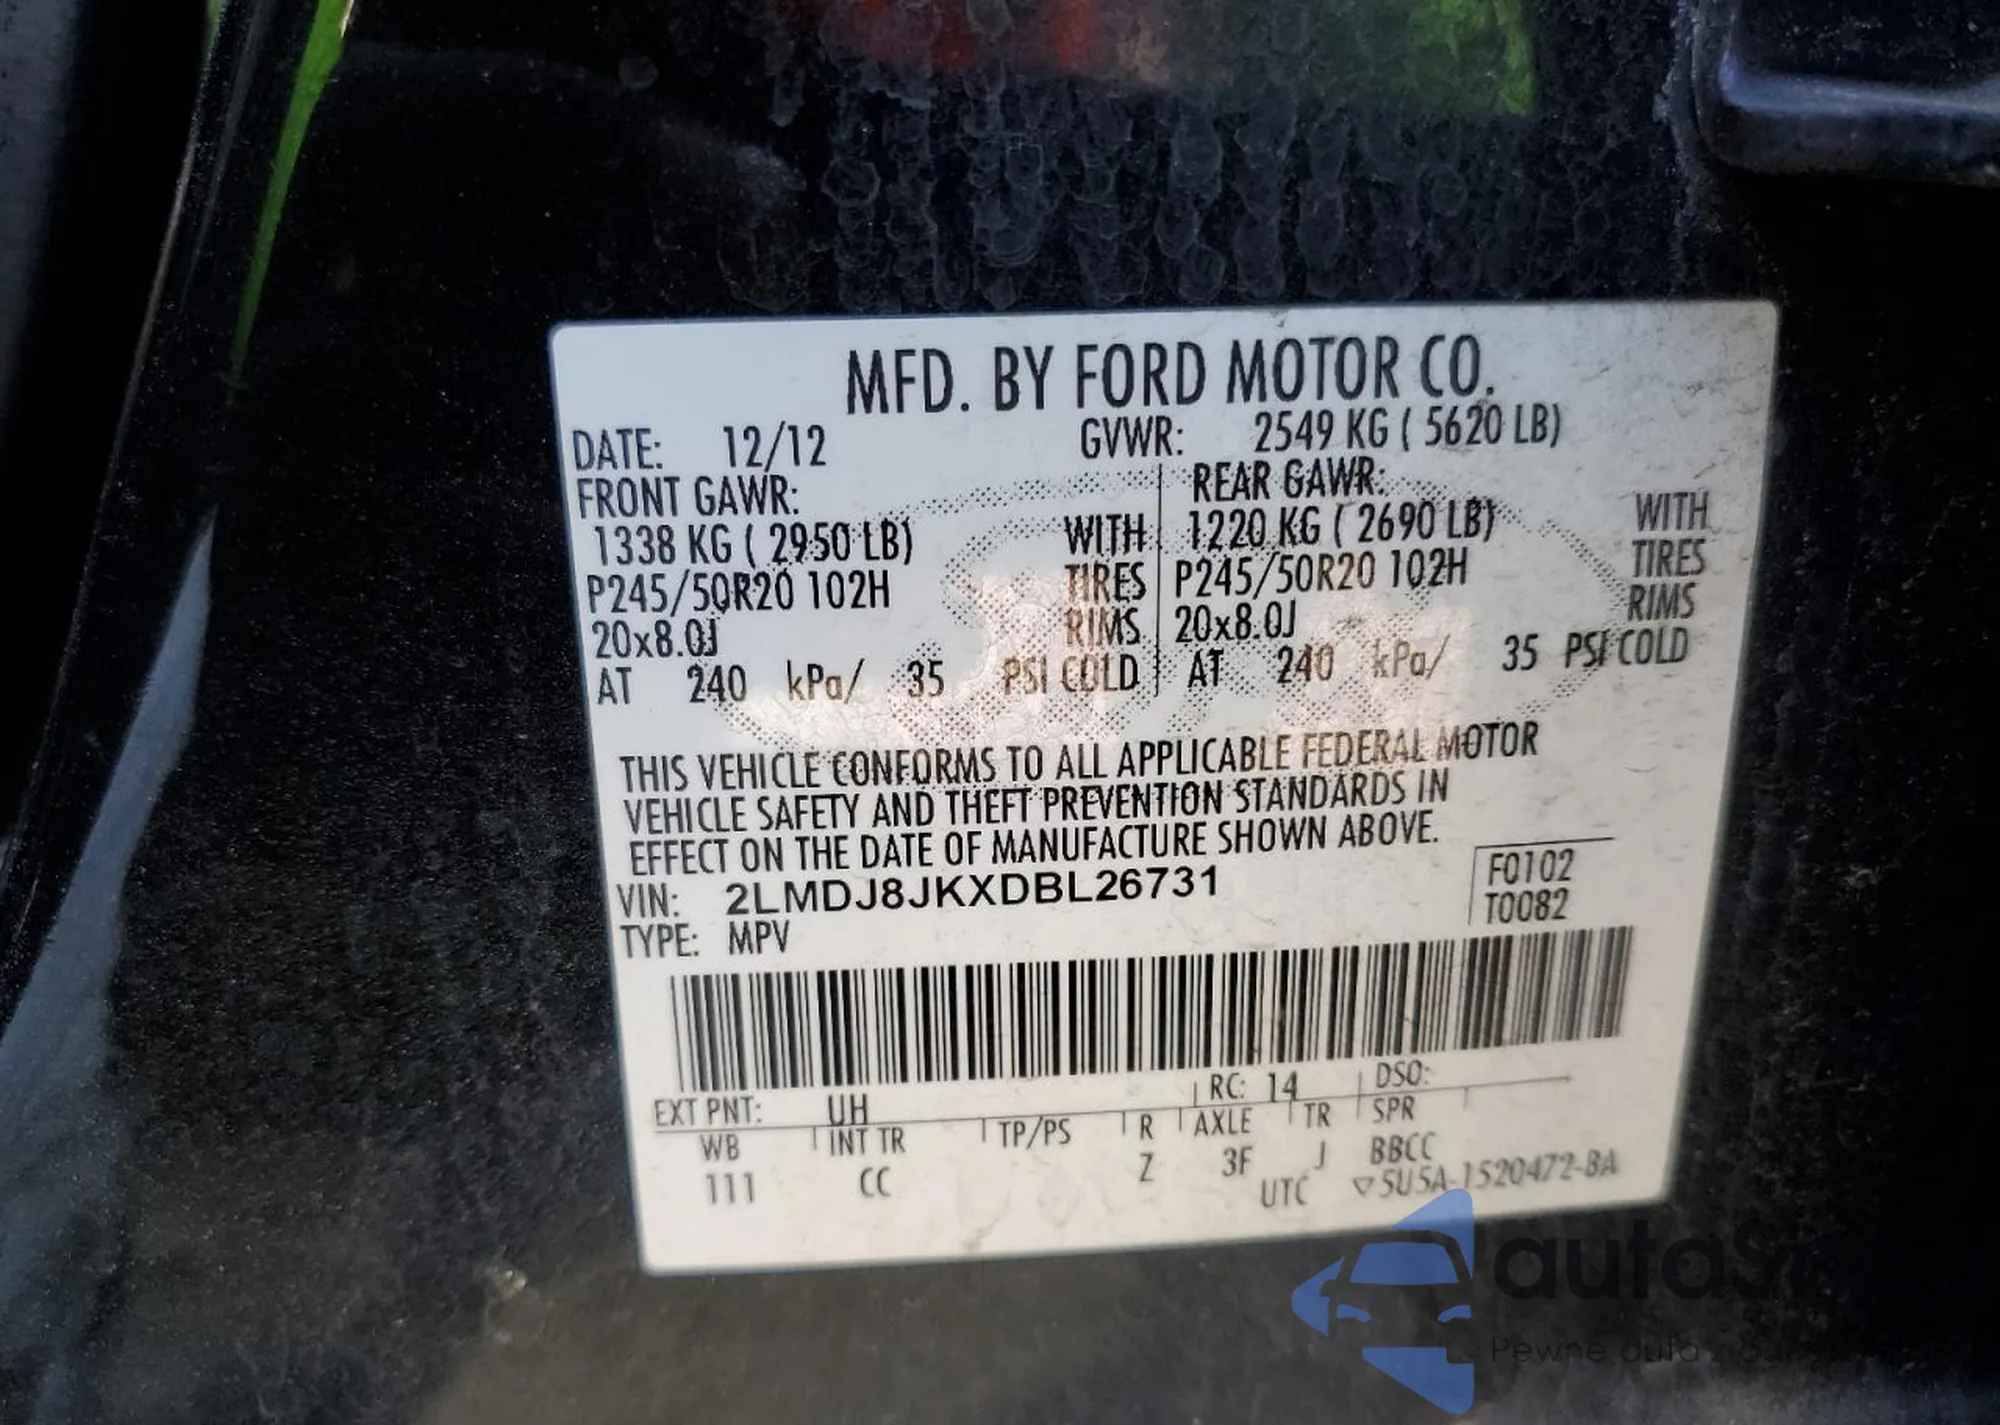 MFD. BY FORD MOTOR CO.
DATE: 12/12 GVWR: 2549 KG ( 5620 LB)
FRONT GAWR: REAR GAWR:
1338 KG ( 2950 LB) WITH 1220 KG ( 2690 LB) WITH
P245/50R20 102H TIRES P245/50R20 102H TIRES
20x8.0J RIMS 20x8.0J RIMS
AT 240 kPa/ 35 PSI COLD AT 240 kPa/ 35 PSI COLD
THIS VEHICLE CONFORMS TO ALL APPLICABLE FEDERAL MOTOR
VEHICLE SAFETY AND THEFT PREVENTION STANDARDS IN
EFFECT ON THE DATE OF MANUFACTURE SHOWN ABOVE.
VIN: 2LMDJ8JKXDBL26731 F0102
TYPE: MPV T0082
EXT PNT: UH RC: 14 DSO:
WB INT TR TP/PS R AXLE TR SPR
111 CC Z 3F J BBCC
UTC ▽5U5A-1520472-BA
Pewne auta z